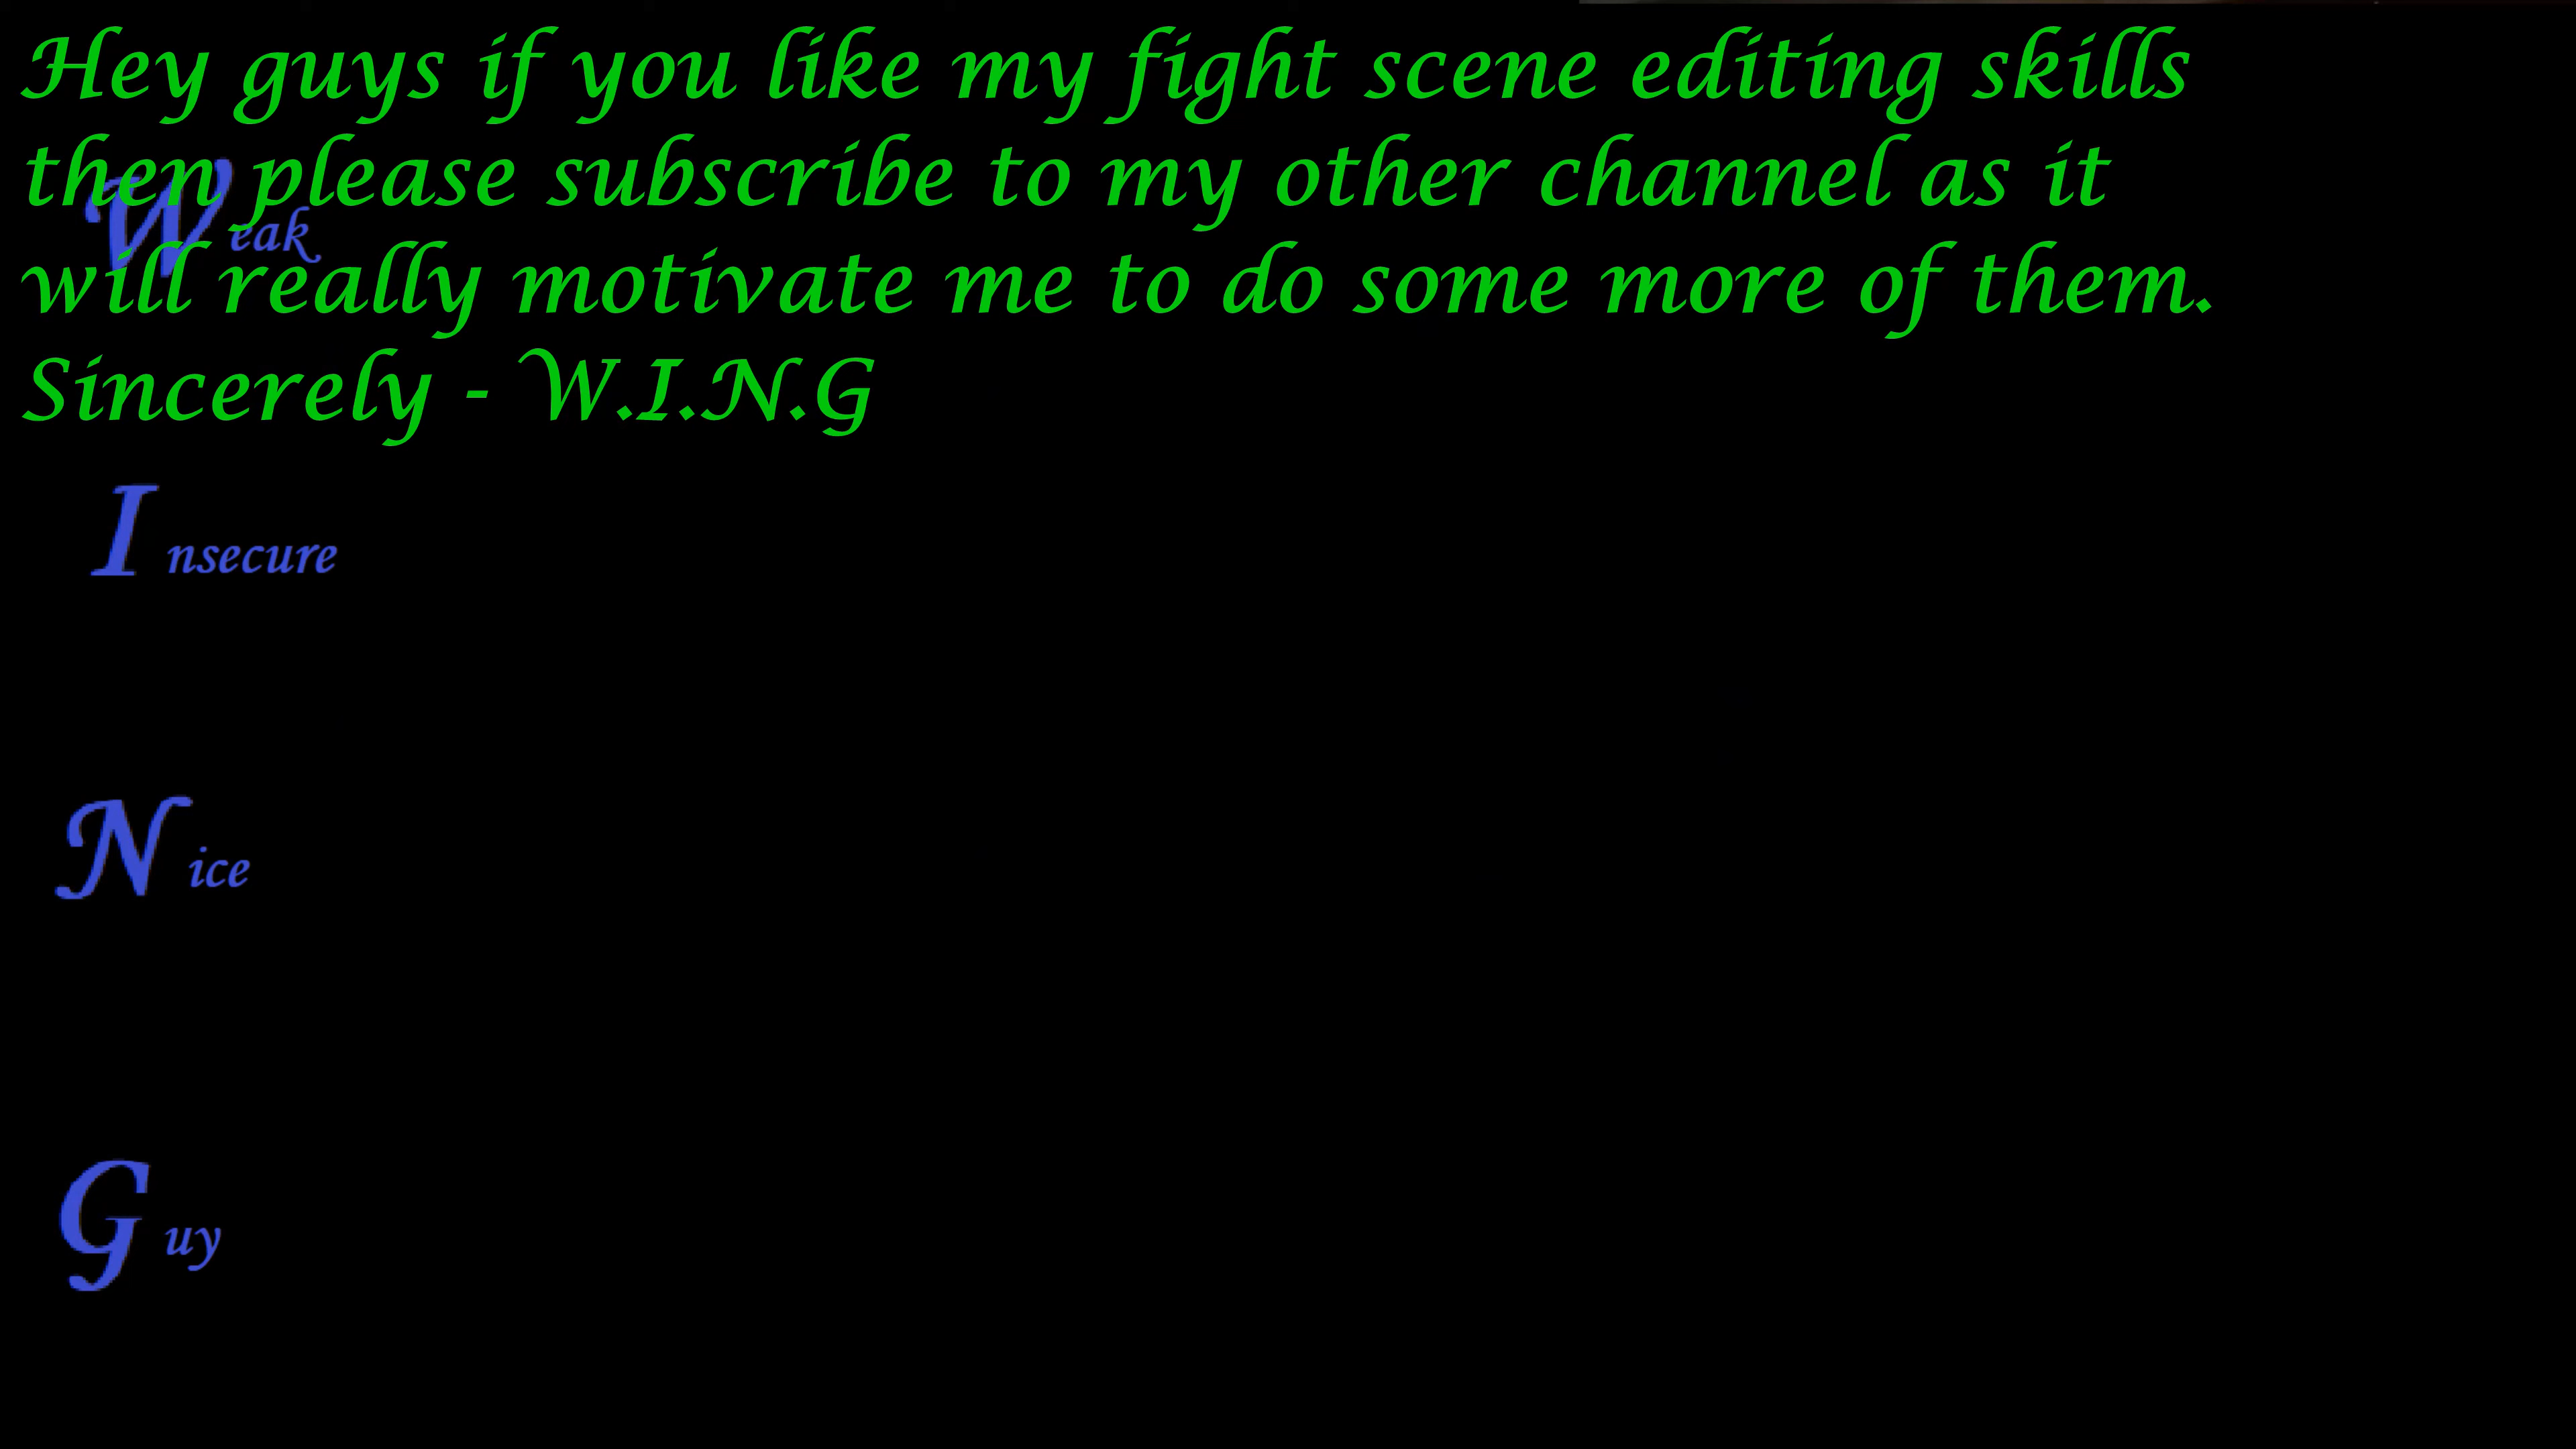 Hey guys if you like my fight scene editing skills
then please subscribe to my other channel as it
Weak
will really motivate me to do some more of them.
Sincerely - W.I.N.G
Insecure
Nice
Guy